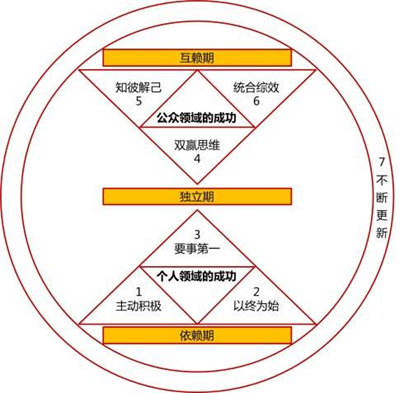 互赖期
知彼解己
5
统合综效
6
公众领域的成功
双赢思维
4
7
不
断
更
新
独立期
3
要事第一
个人领域的成功
1
主动积极
2
以终为始
依赖期